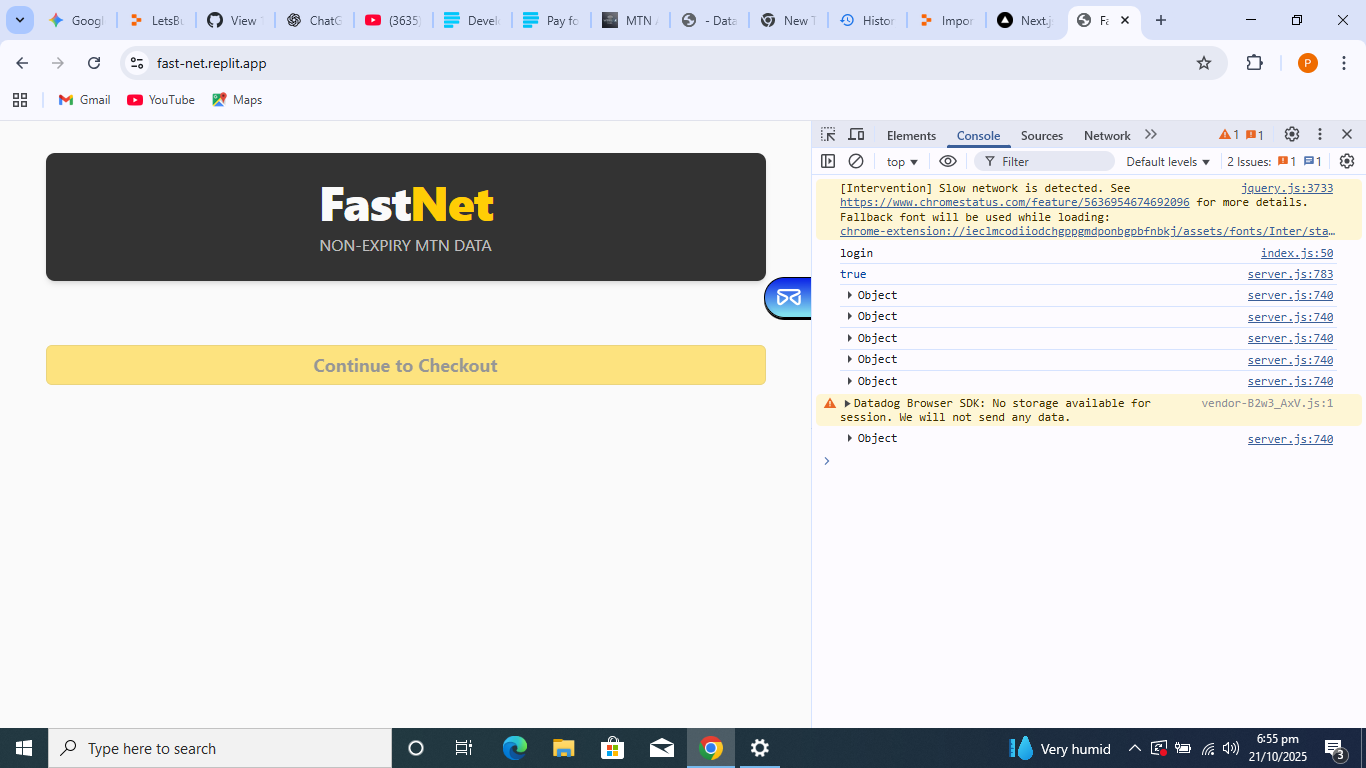 Googl
LetsBu
View
ChatG
(3635)
Devel
Pay fo
MTN
- Data
New T
Histor
Impo
Next.j
Fa
fast-net.replit.app
P
Gmail
YouTube
Maps
Elements
Console
Sources
Network
1
1
top
Filter
Default levels
2 Issues:
1
1
FastNet
NON-EXPIRY MTN DATA
Continue to Checkout
[Intervention] Slow network is detected. See jquery.js:3733
https://www.chromestatus.com/feature/5636954674692096 for more details.
Fallback font will be used while loading:
chrome-extension://ieclmcodiiodchgppgmdponbgpbfnbkj/assets/fonts/Inter/sta…
login index.js:50
true server.js:783
Object server.js:740
Object server.js:740
Object server.js:740
Object server.js:740
Object server.js:740
Datadog Browser SDK: No storage available for vendor-B2w3_AxV.js:1
session. We will not send any data.
Object server.js:740
Type here to search
Very humid
6:55 pm
21/10/2025
3